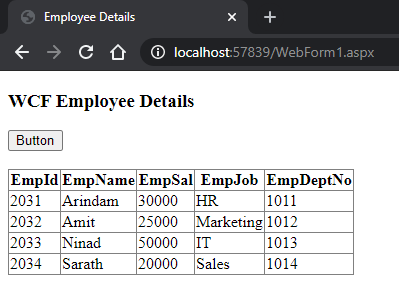 Employee Details
localhost:57839/WebForm1.aspx
WCF Employee Details
Button
EmpId EmpName EmpSal EmpJob EmpDeptNo
2031 Arindam 30000 HR 1011
2032 Amit 25000 Marketing 1012
2033 Ninad 50000 IT 1013
2034 Sarath 20000 Sales 1014